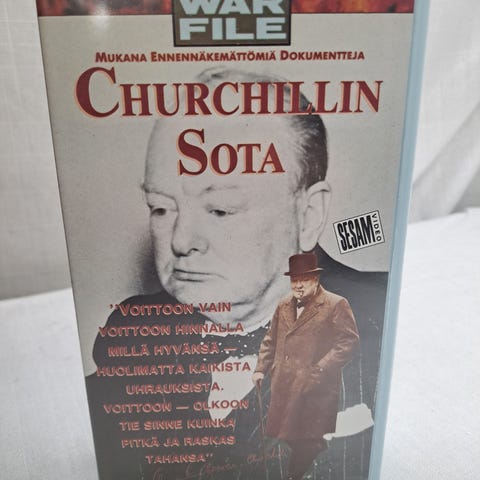 WAR
FILE
MUKANA ENNENNÄKEMÄTTÖMIÄ DOKUMENTTEJA
CHURCHILLIN
SOTA
SESAM
VIDEO
"VOITTOON VAIN
VOITTOON HINNALLA
MILLÄ HYVÄNSÄ —
HUOLIMATTA KAIKISTA
UHRAUKSISTA.
VOITTOON — OLKOON
TIE SINNE KUINKA
PITKÄ JA RASKAS
TAHANSA"